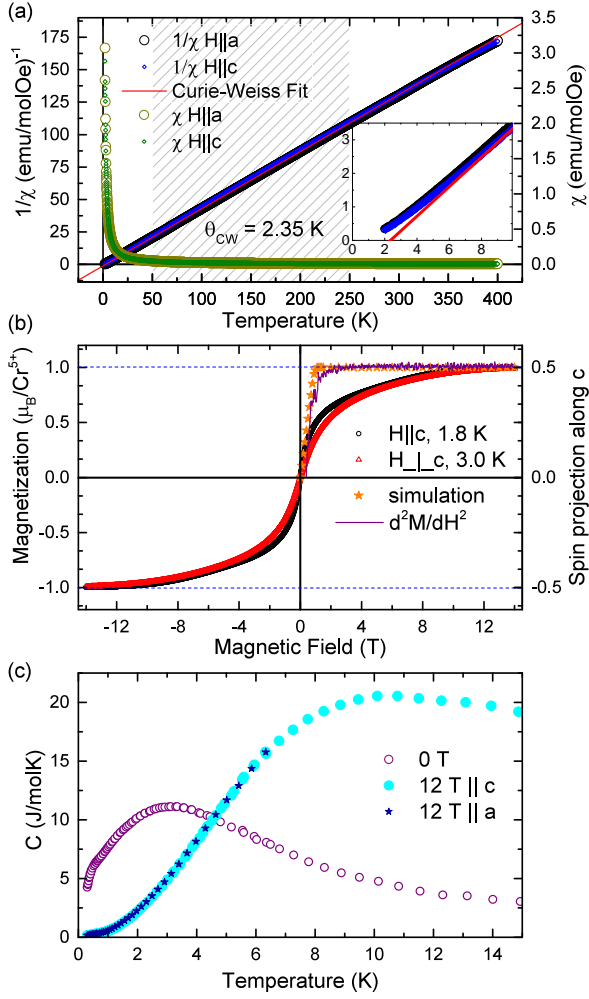 (a)
1/χ (emu/molOe)⁻¹
175
150
125
100
75
50
25
0
1/χ H||a
1/χ H||c
Curie-Weiss Fit
χ H||a
χ H||c
θCW = 2.35 K
3
2
1
0
0 2 4 6 8
3.5
3.0
2.5
2.0
1.5
1.0
0.5
0.0
χ (emu/molOe)
0 50 100 150 200 250 300 350 400
Temperature (K)
(b)
Magnetization (μB/Cr⁵⁺)
1.0
0.5
0.0
-0.5
-1.0
H||c, 1.8 K
H_|_c, 3.0 K
simulation
d²M/dH²
0.5
0.0
-0.5
Spin projection along c
-12 -8 -4 0 4 8 12
Magnetic Field (T)
(c)
C (J/molK)
20
15
10
5
0
0 T
12 T || c
12 T || a
0 2 4 6 8 10 12 14
Temperature (K)